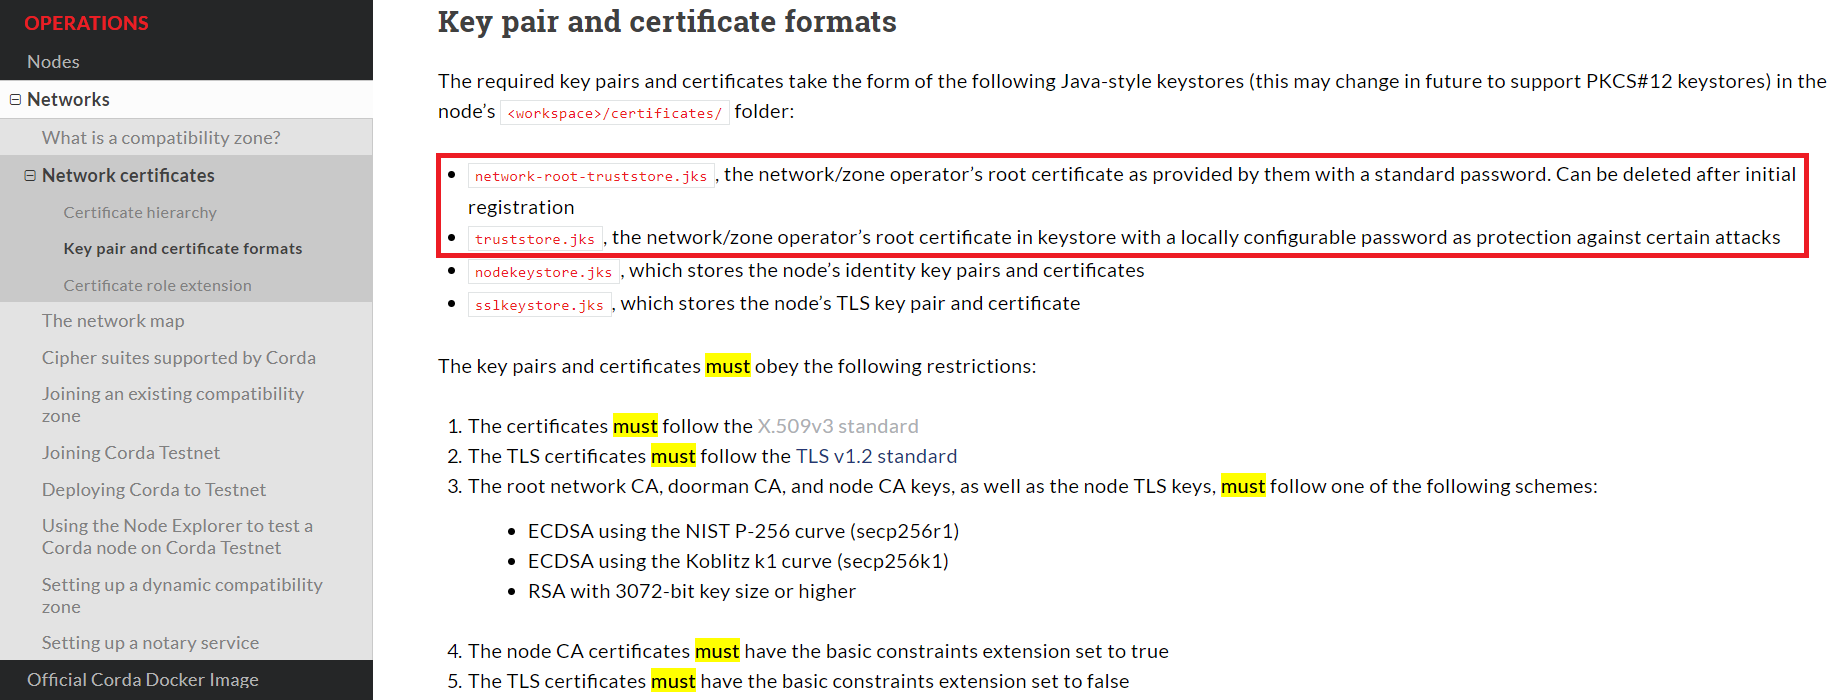 OPERATIONS
Nodes
Networks
What is a compatibility zone?
Network certificates
Certificate hierarchy
Key pair and certificate formats
Certificate role extension
The network map
Cipher suites supported by Corda
Joining an existing compatibility
zone
Joining Corda Testnet
Deploying Corda to Testnet
Using the Node Explorer to test a
Corda node on Corda Testnet
Setting up a dynamic compatibility
zone
Setting up a notary service
Official Corda Docker Image
Key pair and certificate formats
The required key pairs and certificates take the form of the following Java-style keystores (this may change in future to support PKCS#12 keystores) in the
node’s <workspace>/certificates/ folder:
• network-root-truststore.jks , the network/zone operator’s root certificate as provided by them with a standard password. Can be deleted after initial
registration
• truststore.jks , the network/zone operator’s root certificate in keystore with a locally configurable password as protection against certain attacks
• nodekeystore.jks , which stores the node’s identity key pairs and certificates
• sslkeystore.jks , which stores the node’s TLS key pair and certificate
The key pairs and certificates must obey the following restrictions:
1. The certificates must follow the X.509v3 standard
2. The TLS certificates must follow the TLS v1.2 standard
3. The root network CA, doorman CA, and node CA keys, as well as the node TLS keys, must follow one of the following schemes:
• ECDSA using the NIST P-256 curve (secp256r1)
• ECDSA using the Koblitz k1 curve (secp256k1)
• RSA with 3072-bit key size or higher
4. The node CA certificates must have the basic constraints extension set to true
5. The TLS certificates must have the basic constraints extension set to false